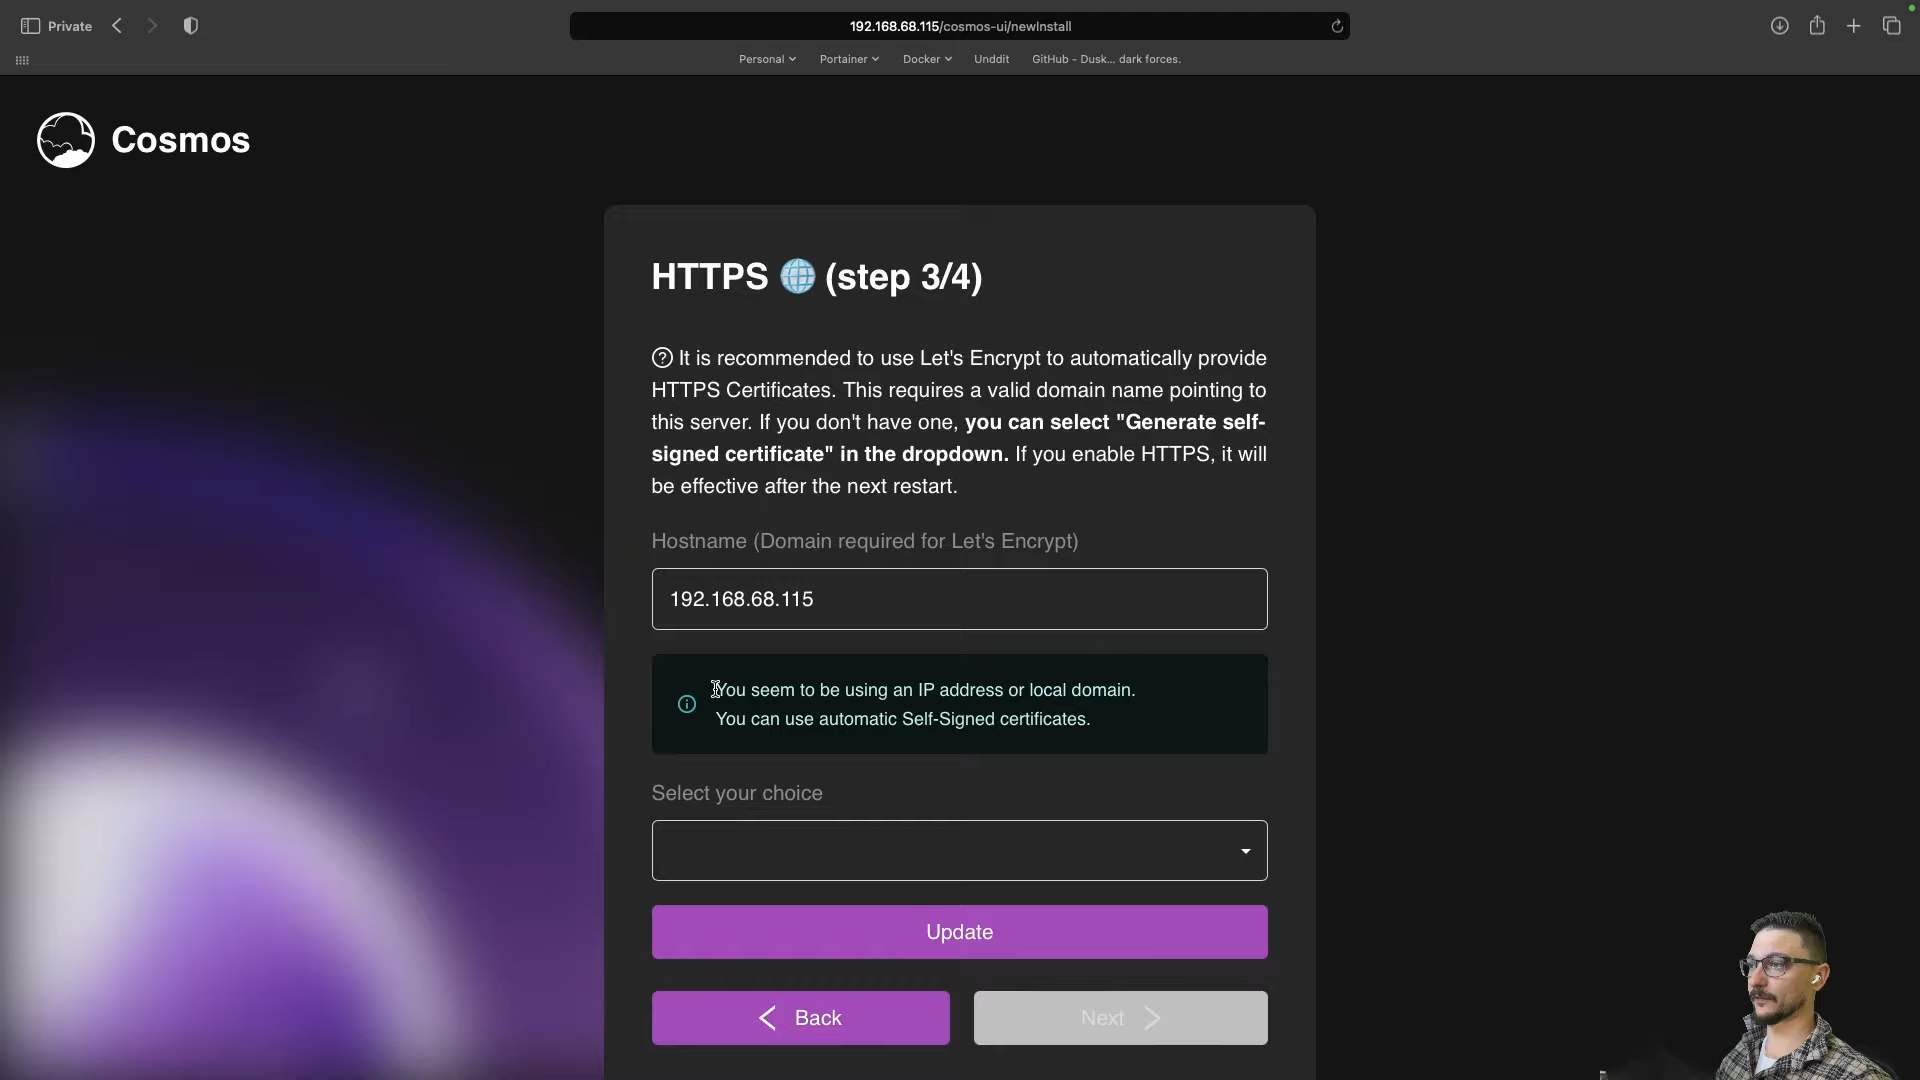 Private
192.168.68.115/cosmos-ui/newInstall
Personal
Portainer
Docker
Unddit
GitHub – Dusk... dark forces.
Cosmos
HTTPS 🌐 (step 3/4)
It is recommended to use Let's Encrypt to automatically provide
HTTPS Certificates. This requires a valid domain name pointing to
this server. If you don't have one, you can select "Generate self-
signed certificate" in the dropdown. If you enable HTTPS, it will
be effective after the next restart.
Hostname (Domain required for Let's Encrypt)
192.168.68.115
You seem to be using an IP address or local domain.
You can use automatic Self-Signed certificates.
Select your choice
Update
Back
Next